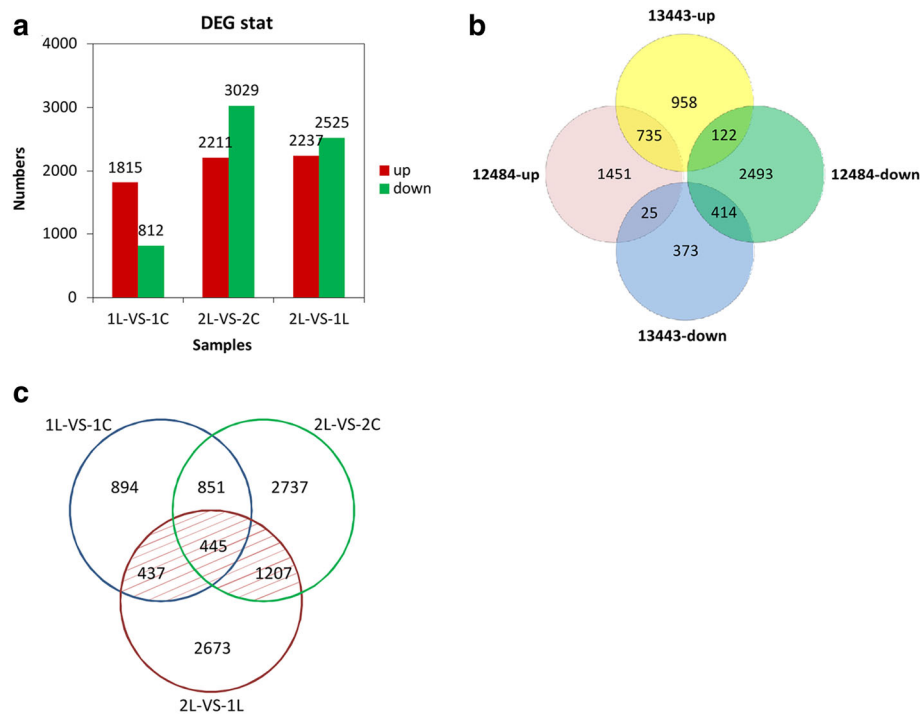 a
DEG stat
4000
3000
2000
1000
0
Numbers
1815
812
2211
3029
2237
2525
1L-VS-1C
2L-VS-2C
2L-VS-1L
Samples
up
down
b
13443-up
958
735
122
12484-up
1451
2493
12484-down
25
414
373
13443-down
c
1L-VS-1C
2L-VS-2C
894
851
2737
445
437
1207
2673
2L-VS-1L